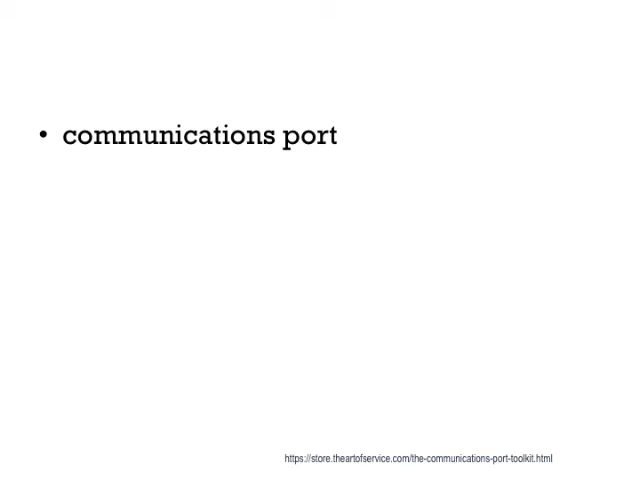 • communications port
https://store.theartofservice.com/the-communications-port-toolkit.html